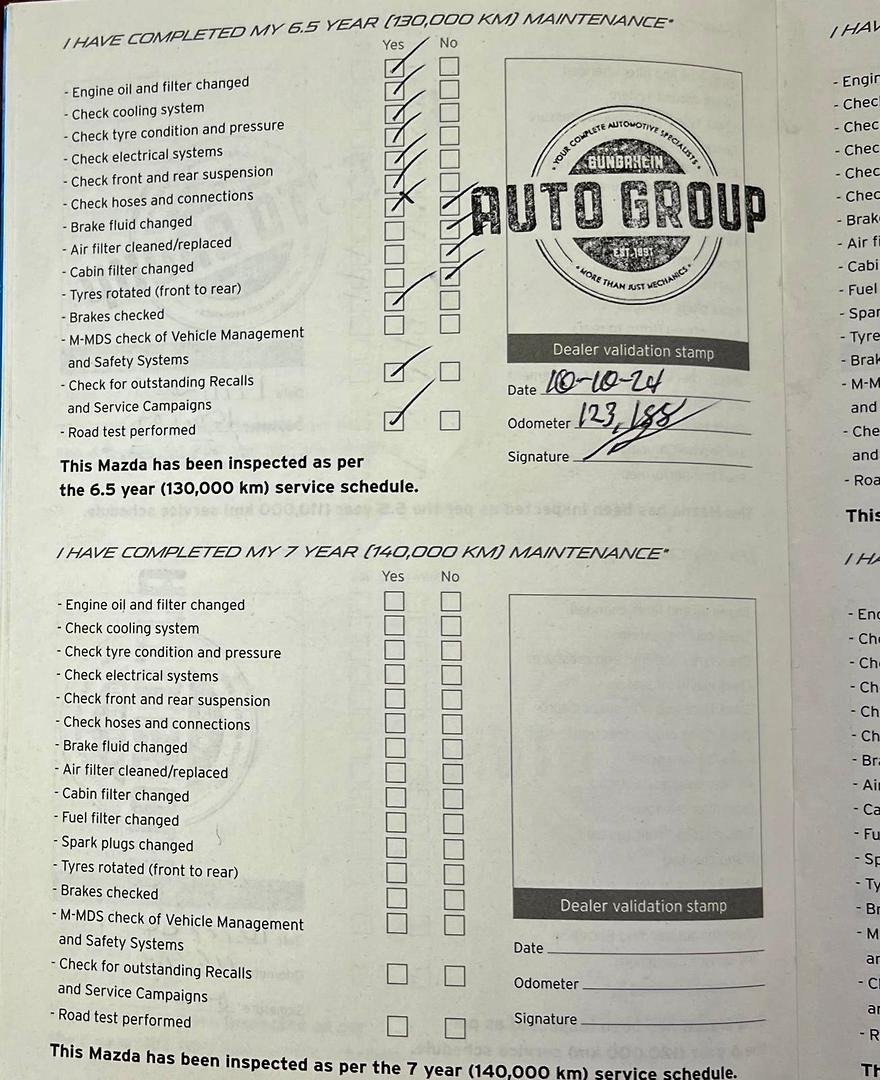 I HAVE COMPLETED MY 6.5 YEAR (130,000 KM) MAINTENANCE*
Yes No
- Engine oil and filter changed
- Check cooling system
- Check tyre condition and pressure
- Check electrical systems
- Check front and rear suspension
- Check hoses and connections
- Brake fluid changed
- Air filter cleaned/replaced
- Cabin filter changed
- Tyres rotated (front to rear)
- Brakes checked
- M-MDS check of Vehicle Management
and Safety Systems
- Check for outstanding Recalls
and Service Campaigns
- Road test performed
This Mazda has been inspected as per
the 6.5 year (130,000 km) service schedule.
• YOUR COMPLETE AUTOMOTIVE SPECIALISTS •
AUTO GROUP
• MORE THAN JUST MECHANICS •
Dealer validation stamp
Date 10-10-24
Odometer 123,188
Signature
I HAVE COMPLETED MY 7 YEAR (140,000 KM) MAINTENANCE*
Yes No
- Engine oil and filter changed
- Check cooling system
- Check tyre condition and pressure
- Check electrical systems
- Check front and rear suspension
- Check hoses and connections
- Brake fluid changed
- Air filter cleaned/replaced
- Cabin filter changed
- Fuel filter changed
- Spark plugs changed
- Tyres rotated (front to rear)
- Brakes checked
- M-MDS check of Vehicle Management
and Safety Systems
- Check for outstanding Recalls
and Service Campaigns
- Road test performed
This Mazda has been inspected as per the 7 year (140,000 km) service schedule.
Dealer validation stamp
Date
Odometer
Signature